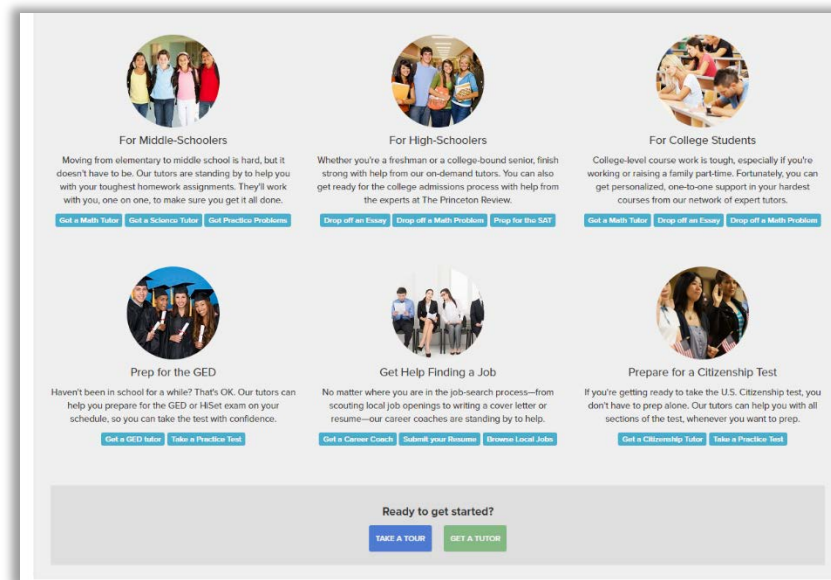 For Middle-Schoolers
Moving from elementary to middle school is hard, but it
doesn't have to be. Our tutors are standing by to help you
with your toughest homework assignments. They'll work
with you, one on one, to make sure you get it all done.
Get a Math Tutor Get a Science Tutor Get Practice Problems
For High-Schoolers
Whether you're a freshman or a college-bound senior, finish
strong with help from our on-demand tutors. You can also
get ready for the college admissions process with help from
the experts at The Princeton Review.
Drop off an Essay Drop off a Math Problem Prep for the SAT
For College Students
College-level course work is tough, especially if you're
working or raising a family part-time. Fortunately, you can
get personalized, one-to-one support in your hardest
courses from our network of expert tutors.
Get a Math Tutor Drop off an Essay Drop off a Math Problem
Prep for the GED
Haven't been in school for a while? That's OK. Our tutors can
help you prepare for the GED or HiSet exam on your
schedule, so you can take the test with confidence.
Get a GED tutor Take a Practice Test
Get Help Finding a Job
No matter where you are in the job-search process—from
scouting local job openings to writing a cover letter or
resume—our career coaches are standing by to help.
Get a Career Coach Submit your Resume Browse Local Jobs
Prepare for a Citizenship Test
If you're getting ready to take the U.S. Citizenship test, you
don't have to prep alone. Our tutors can help you with all
sections of the test, whenever you want to prep.
Get a Citizenship Tutor Take a Practice Test
Ready to get started?
TAKE A TOUR GET A TUTOR